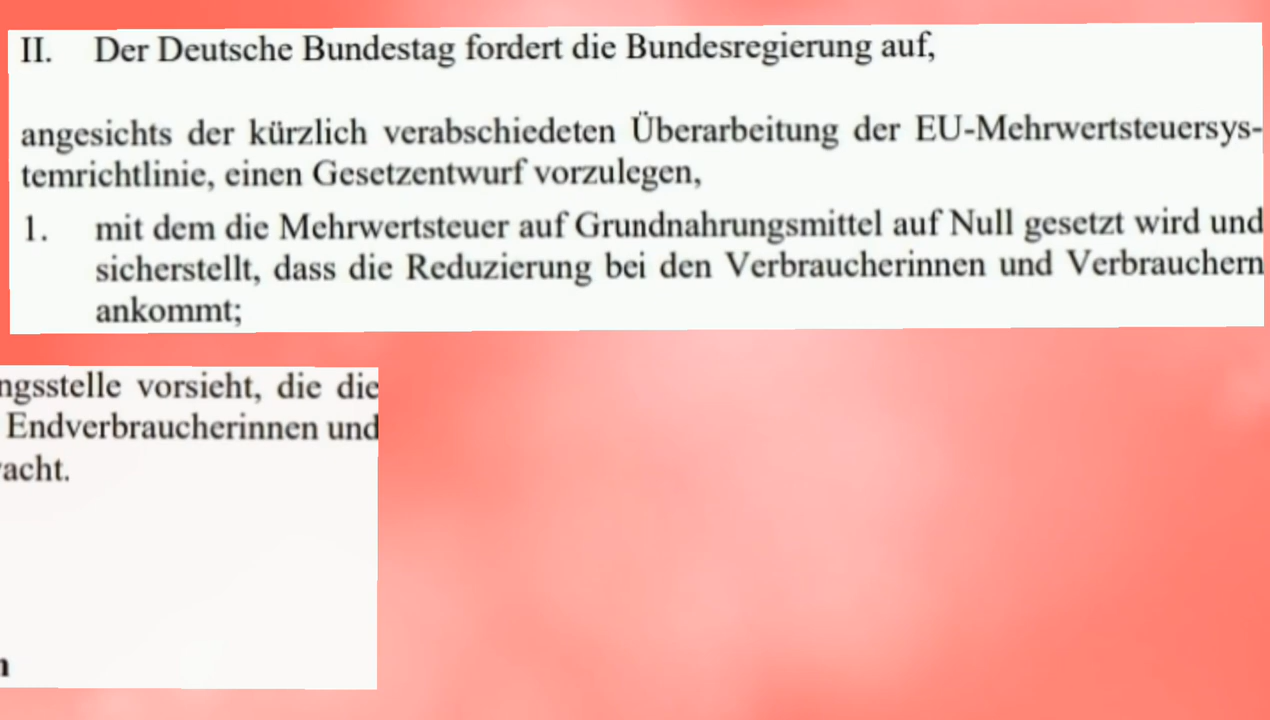 II. Der Deutsche Bundestag fordert die Bundesregierung auf,
angesichts der kürzlich verabschiedeten Überarbeitung der EU-Mehrwertsteuersys-
temrichtlinie, einen Gesetzentwurf vorzulegen,
1. mit dem die Mehrwertsteuer auf Grundnahrungsmittel auf Null gesetzt wird und
sicherstellt, dass die Reduzierung bei den Verbraucherinnen und Verbrauchern
ankommt;
vorsieht, die die
Endverbraucherinnen und